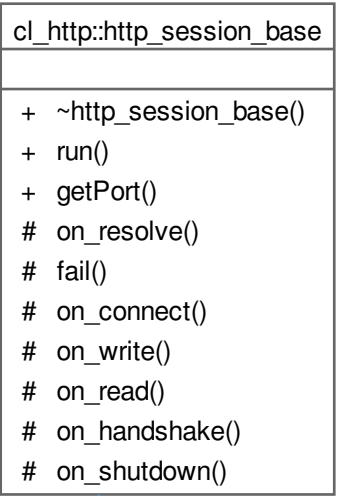 cl_http::http_session_base
+ ~http_session_base()
+ run()
+ getPort()
# on_resolve()
# fail()
# on_connect()
# on_write()
# on_read()
# on_handshake()
# on_shutdown()